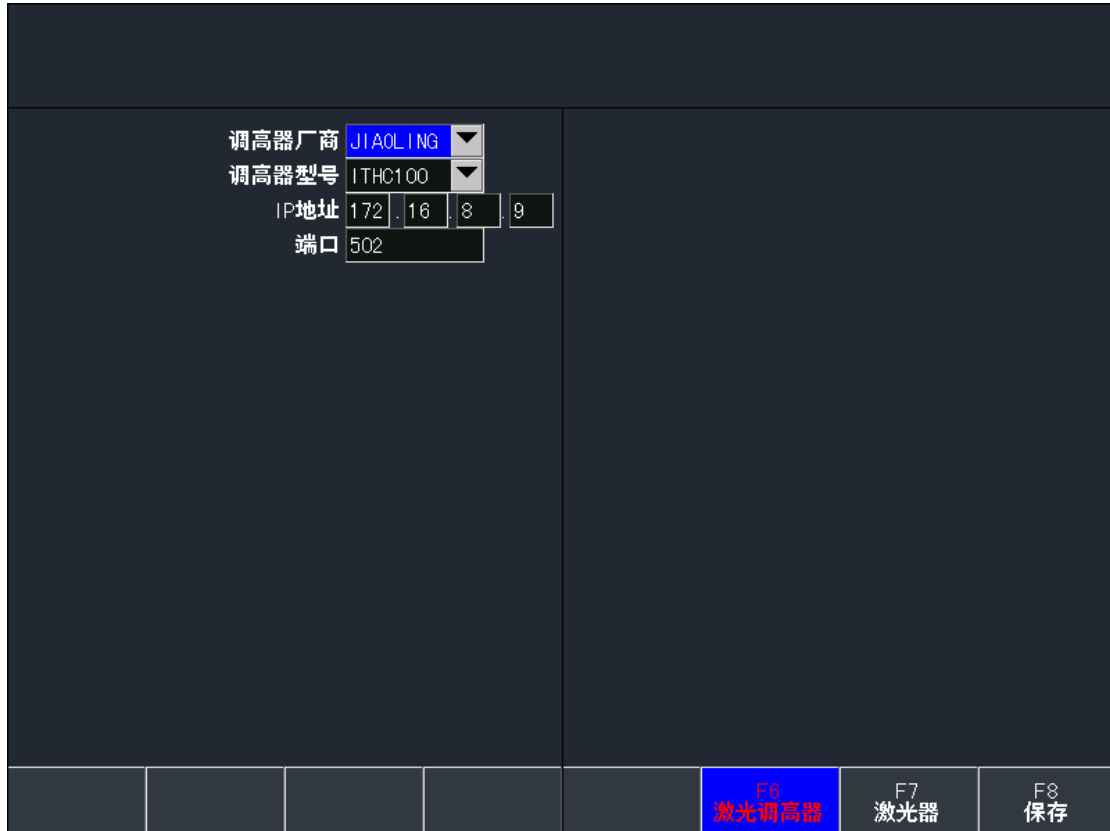 调高器厂商 JIAOLING
调高器型号 ITHC100
IP地址 172 . 16 . 8 . 9
端口 502
F6 F7 F8
激光调高器 激光器 保存